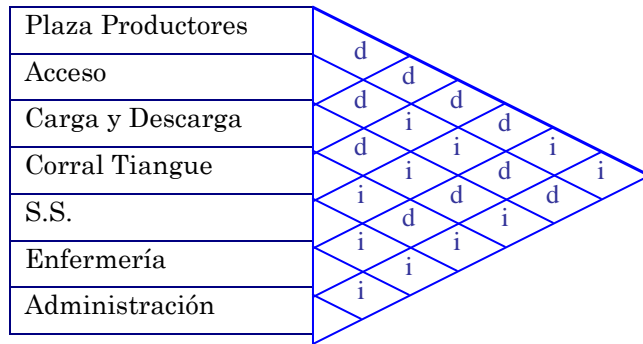 Plaza Productores
d
Acceso d
d d
Carga y Descarga i d
d i i
Corral Tiangue i d i
i d d
S.S. d i
i i
Enfermería i
i
Administración